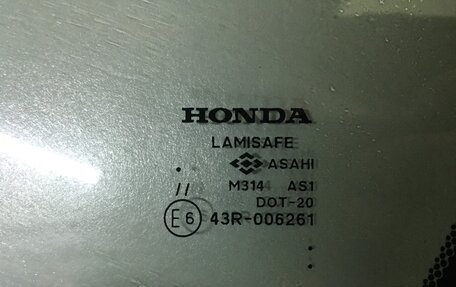 HONDA
LAMISAFE
ASAHI
M314 AS1
DOT-20
E6 43R-006261